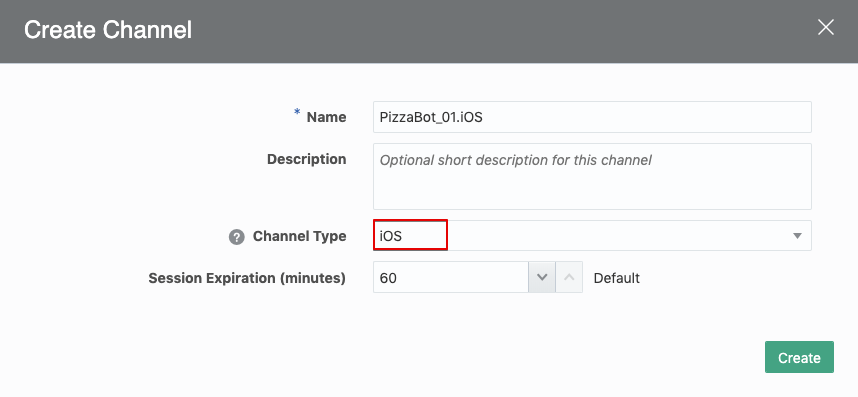 Create Channel
* Name PizzaBot_01.iOS
Description Optional short description for this channel
? Channel Type iOS
Session Expiration (minutes) 60 Default
Create